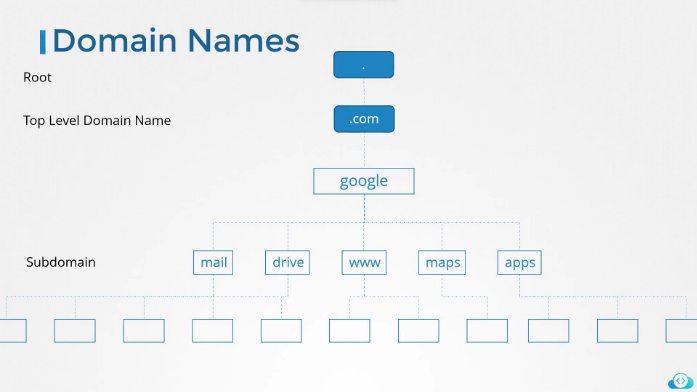 Domain Names
Root
.
Top Level Domain Name
.com
google
Subdomain
mail
drive
www
maps
apps